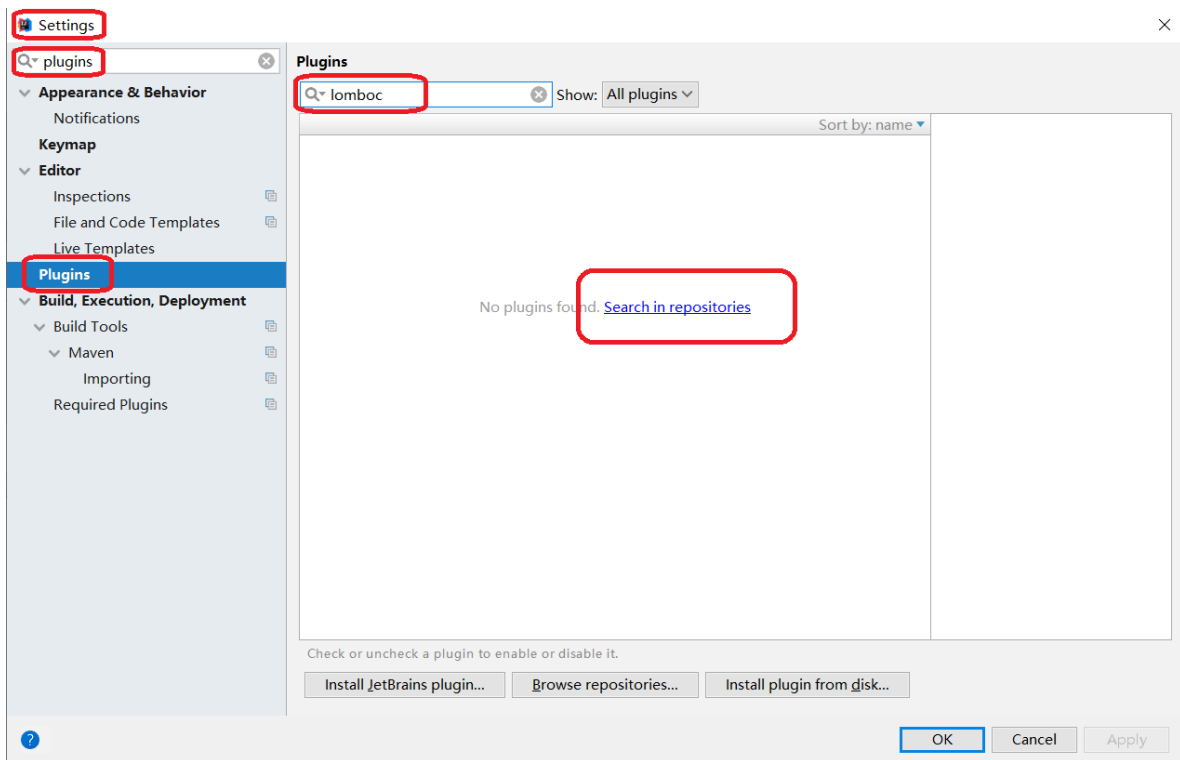 Settings
plugins
Appearance & Behavior
Notifications
Keymap
Editor
Inspections
File and Code Templates
Live Templates
Plugins
Build, Execution, Deployment
Build Tools
Maven
Importing
Required Plugins
Plugins
lomboc
Show: All plugins
Sort by: name
No plugins found. Search in repositories
Check or uncheck a plugin to enable or disable it.
Install JetBrains plugin... Browse repositories... Install plugin from disk...
? OK Cancel Apply